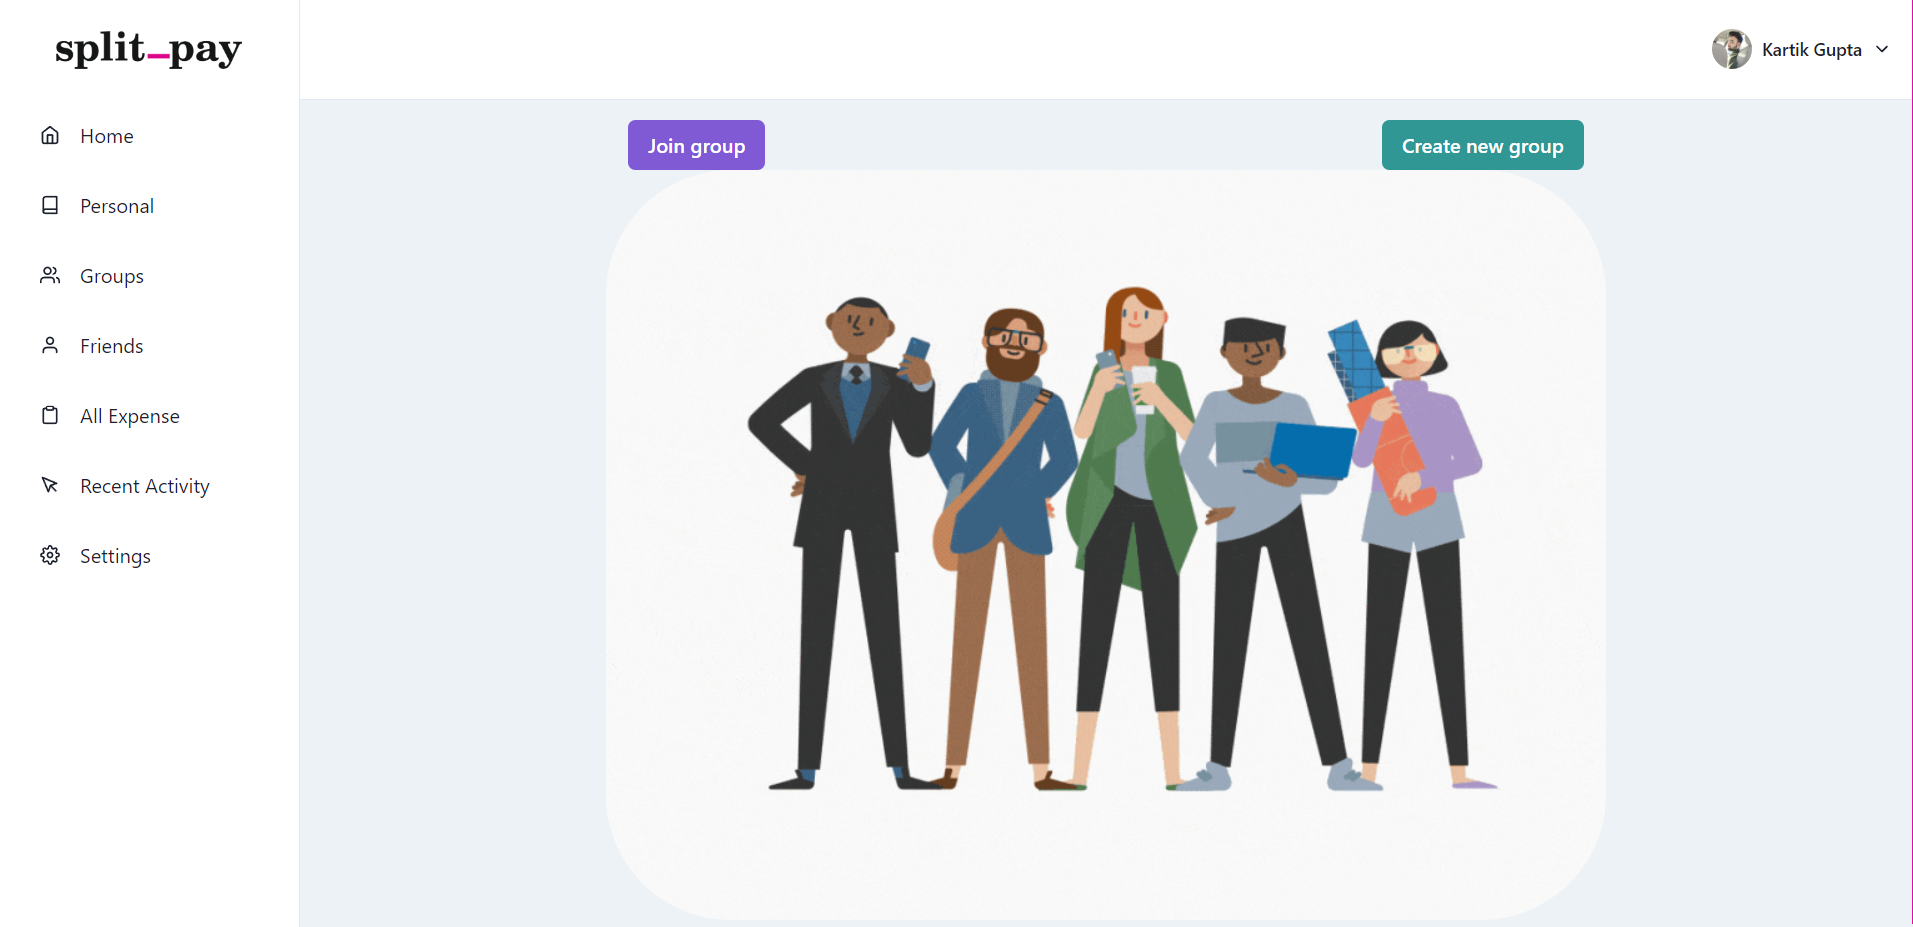 split_pay
Kartik Gupta
Home
Personal
Groups
Friends
All Expense
Recent Activity
Settings
Join group
Create new group